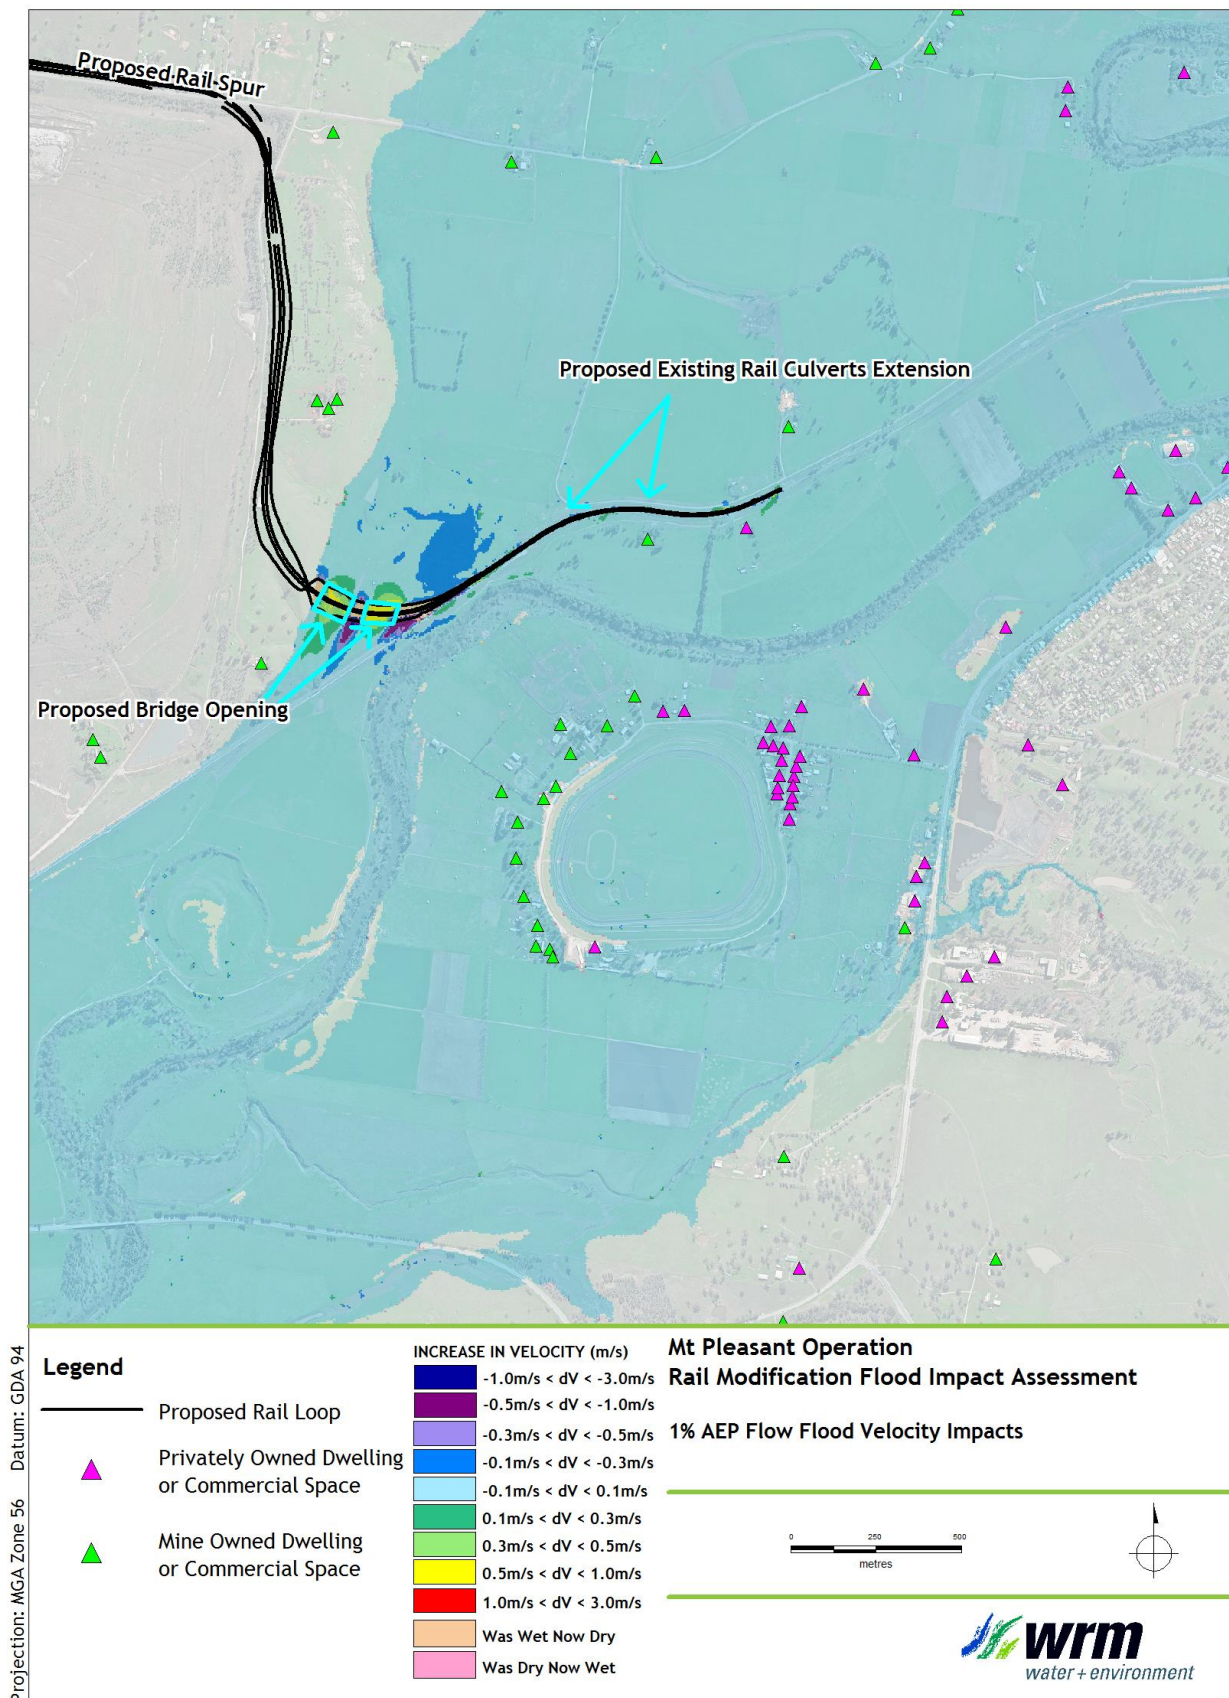 Proposed Rail Spur
Proposed Existing Rail Culverts Extension
Proposed Bridge Opening
Projection: MGA Zone 56 Datum: GDA 94
Legend
Proposed Rail Loop
Privately Owned Dwelling
or Commercial Space
Mine Owned Dwelling
or Commercial Space
INCREASE IN VELOCITY (m/s)
-1.0m/s < dV < -3.0m/s
-0.5m/s < dV < -1.0m/s
-0.3m/s < dV < -0.5m/s
-0.1m/s < dV < -0.3m/s
-0.1m/s < dV < 0.1m/s
0.1m/s < dV < 0.3m/s
0.3m/s < dV < 0.5m/s
0.5m/s < dV < 1.0m/s
1.0m/s < dV < 3.0m/s
Was Wet Now Dry
Was Dry Now Wet
Mt Pleasant Operation
Rail Modification Flood Impact Assessment
1% AEP Flow Flood Velocity Impacts
0 250 500
metres
wrm
water + environment